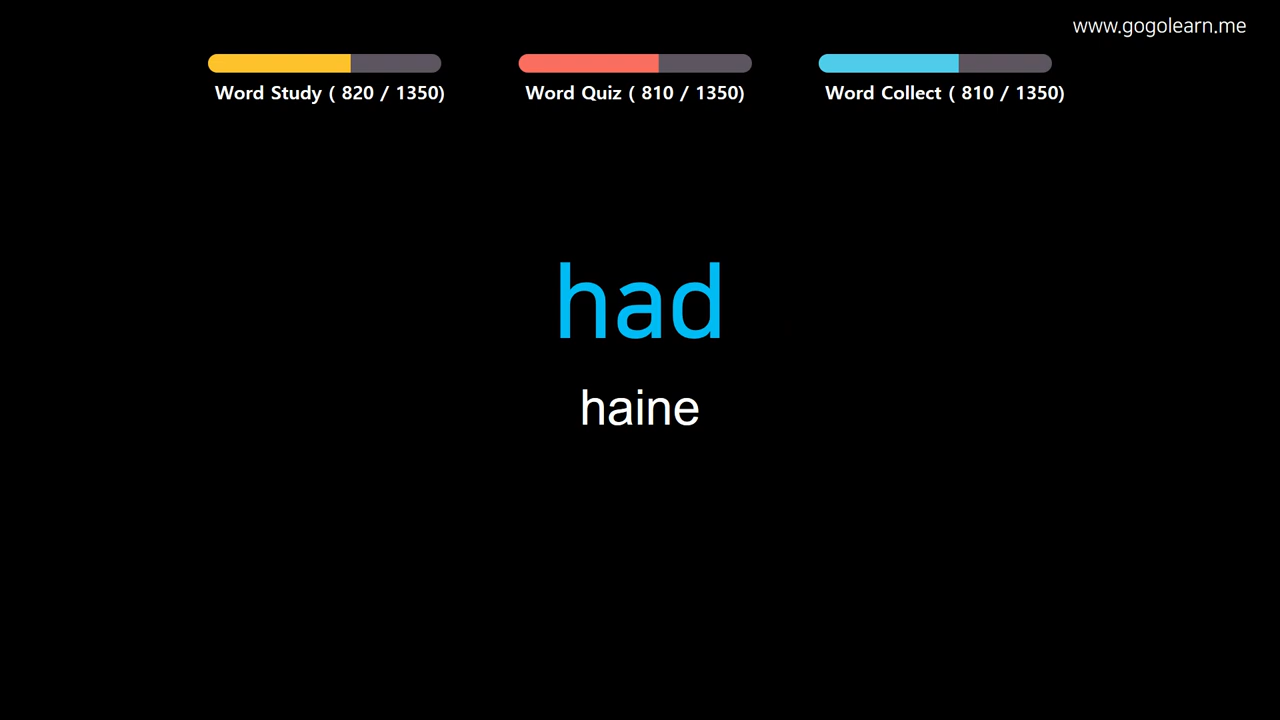 www.gogolearn.me
Word Study ( 820 / 1350)
Word Quiz ( 810 / 1350)
Word Collect ( 810 / 1350)
had
haine